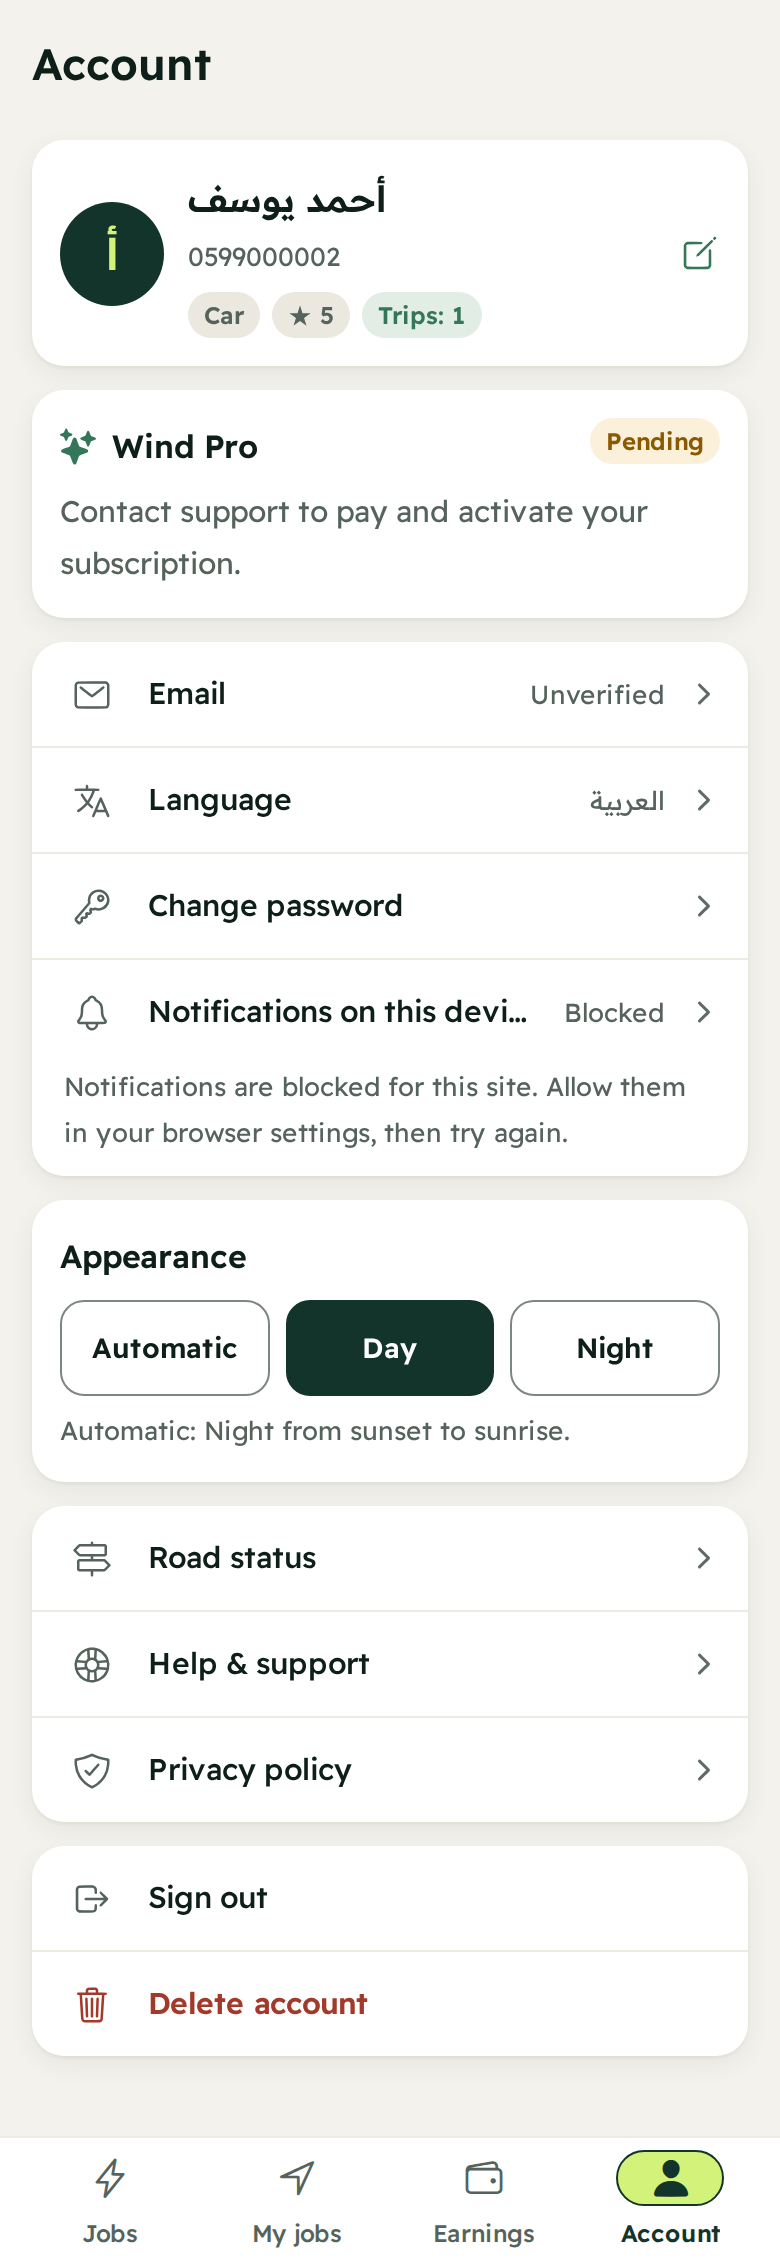 Account
أحمد يوسف
أ
0599000002
Car
★ 5
Trips: 1
Wind Pro
Pending
Contact support to pay and activate your
subscription.
Email
Unverified
Language
العربية
Change password
Notifications on this devi...
Blocked
Notifications are blocked for this site. Allow them
in your browser settings, then try again.
Appearance
Automatic
Day
Night
Automatic: Night from sunset to sunrise.
Road status
Help & support
Privacy policy
Sign out
Delete account
Jobs
My jobs
Earnings
Account